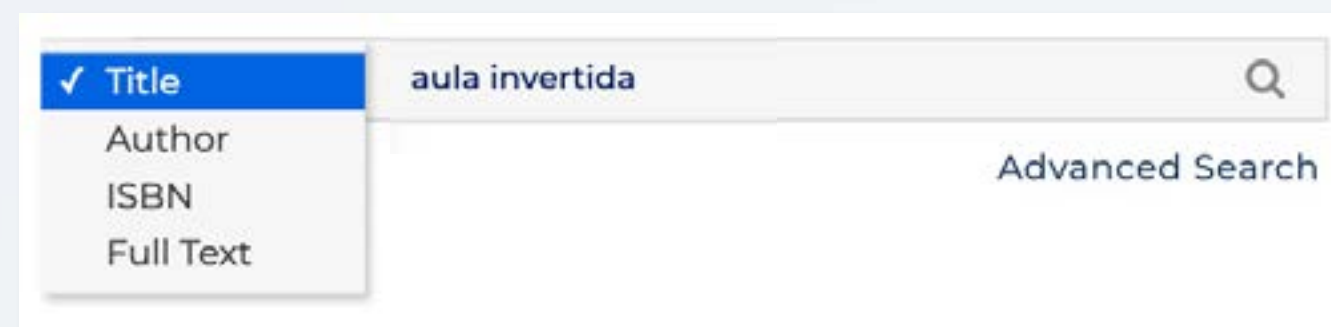 ✓ Title aula invertida
Author
Advanced Search
ISBN
Full Text